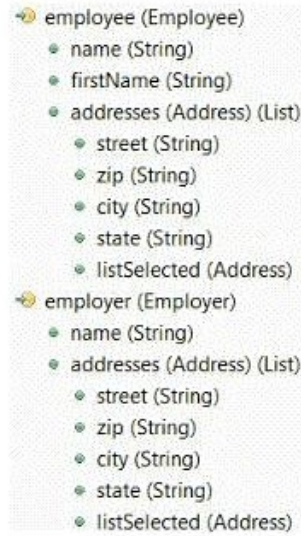 employee (Employee)
name (String)
firstName (String)
addresses (Address) (List)
street (String)
zip (String)
city (String)
state (String)
listSelected (Address)
employer (Employer)
name (String)
addresses (Address) (List)
street (String)
zip (String)
city (String)
state (String)
listSelected (Address)